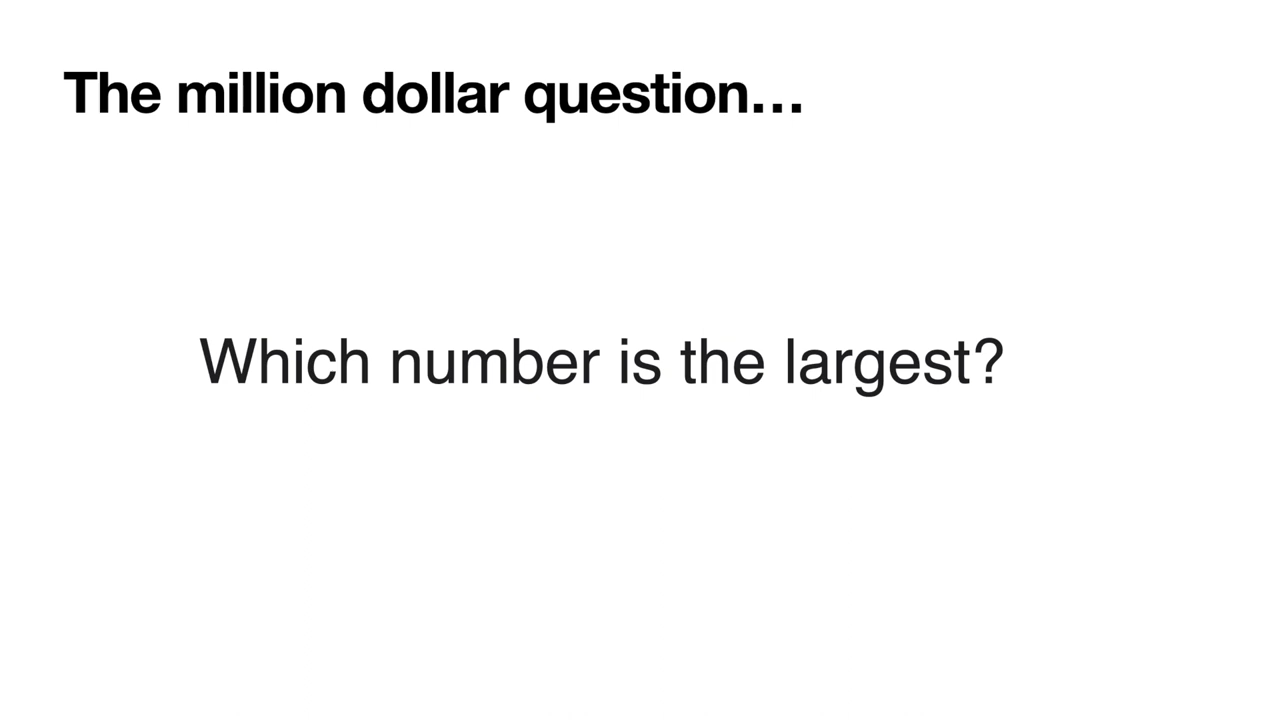 The million dollar question…
Which number is the largest?